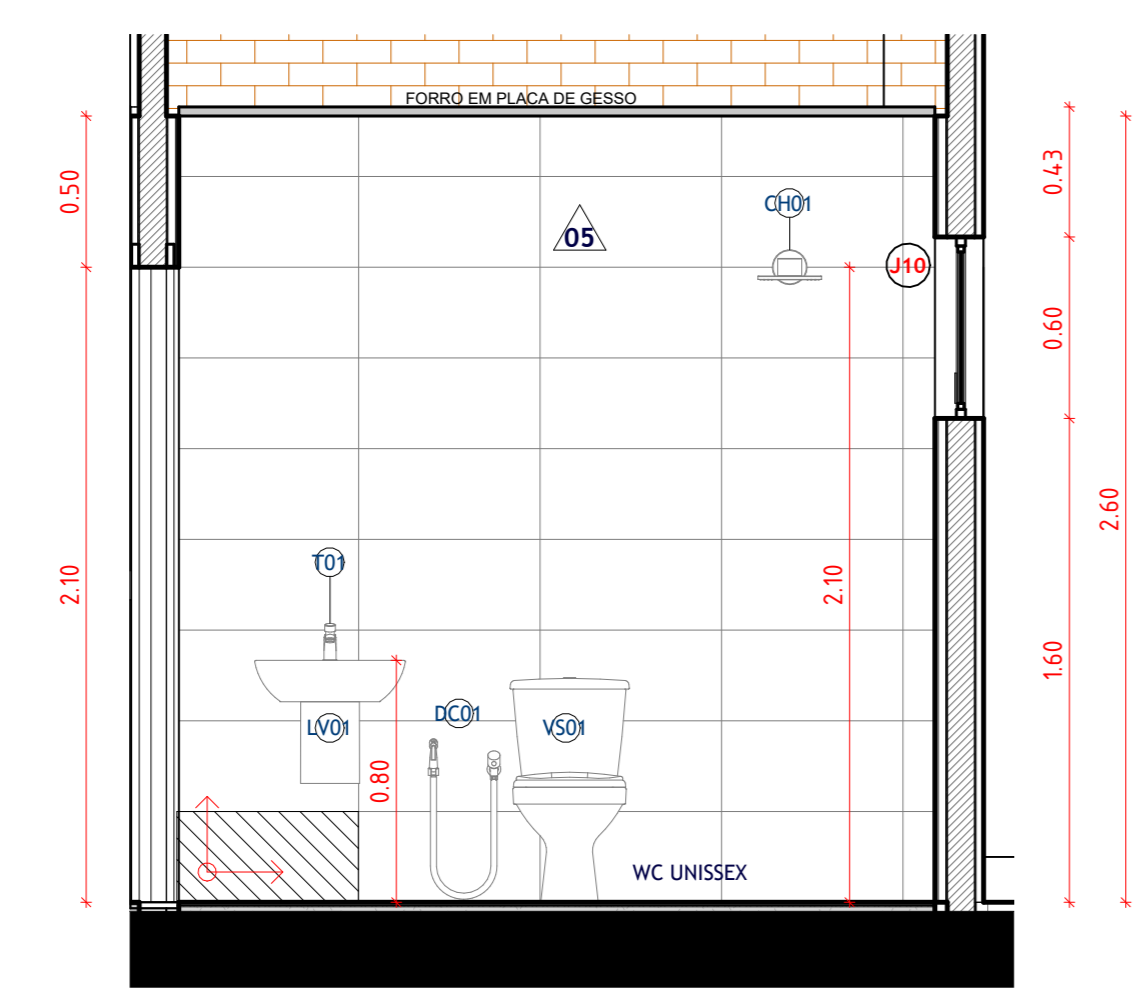 FORRO EM PLACA DE GESSO
0.50
0.43
CH01
05
J10
0.60
2.60
T01
2.10
2.10
1.60
DC01
LV01
VS01
0.80
WC UNISSEX